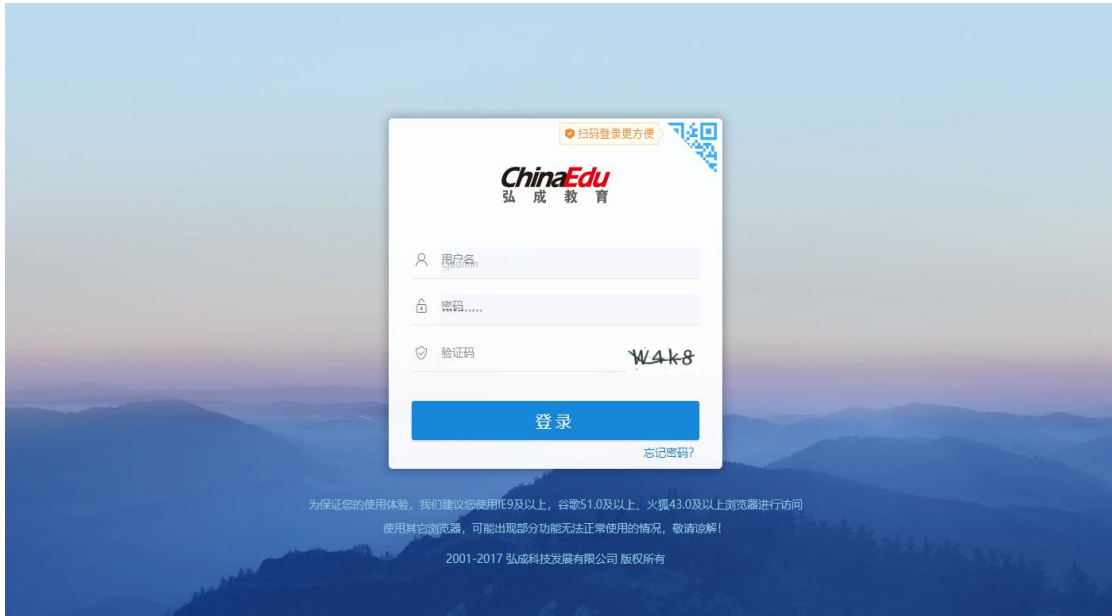 扫码登录更方便
ChinaEdu
弘成教育
用户名
cjadmin
密码.....
验证码
W4k8
登录
忘记密码?
为保证您的使用体验，我们建议您使用IE9及以上，谷歌51.0及以上、火狐43.0及以上浏览器进行访问
使用其它浏览器，可能出现部分功能无法正常使用的情况，敬请谅解!
2001-2017 弘成科技发展有限公司 版权所有